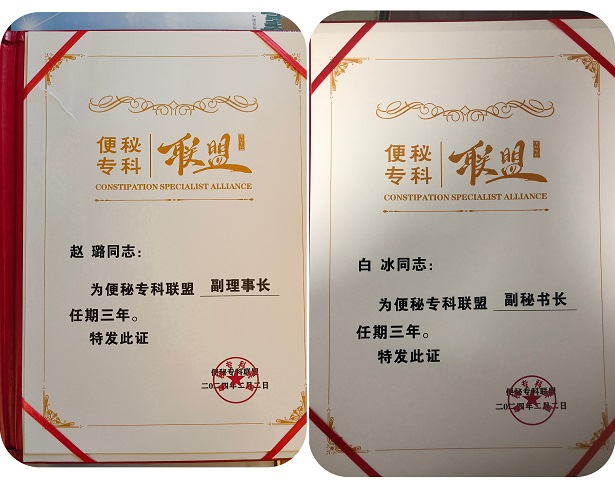 便秘
专科
联盟
CONSTIPATION SPECIALIST ALLIANCE
赵 璐同志：
为便秘专科联盟 副理事长
任期三年。
特发此证
便秘专科联盟
二〇二四年二月二日
便秘
专科
联盟
CONSTIPATION SPECIALIST ALLIANCE
白 冰同志：
为便秘专科联盟 副秘书长
任期三年。
特发此证
便秘专科联盟
二〇二四年二月二日